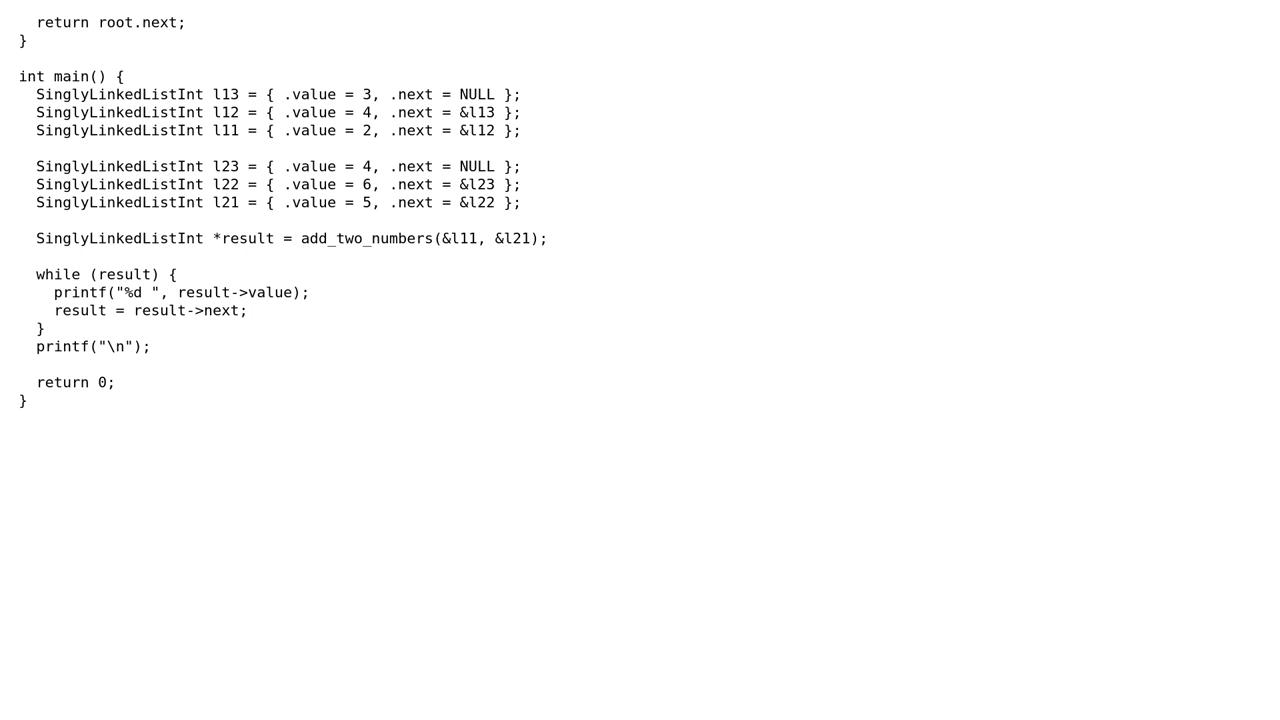 return root.next;
}

int main() {
  SinglyLinkedListInt l13 = { .value = 3, .next = NULL };
  SinglyLinkedListInt l12 = { .value = 4, .next = &l13 };
  SinglyLinkedListInt l11 = { .value = 2, .next = &l12 };

  SinglyLinkedListInt l23 = { .value = 4, .next = NULL };
  SinglyLinkedListInt l22 = { .value = 6, .next = &l23 };
  SinglyLinkedListInt l21 = { .value = 5, .next = &l22 };

  SinglyLinkedListInt *result = add_two_numbers(&l11, &l21);

  while (result) {
    printf("%d ", result->value);
    result = result->next;
  }
  printf("\n");

  return 0;
}